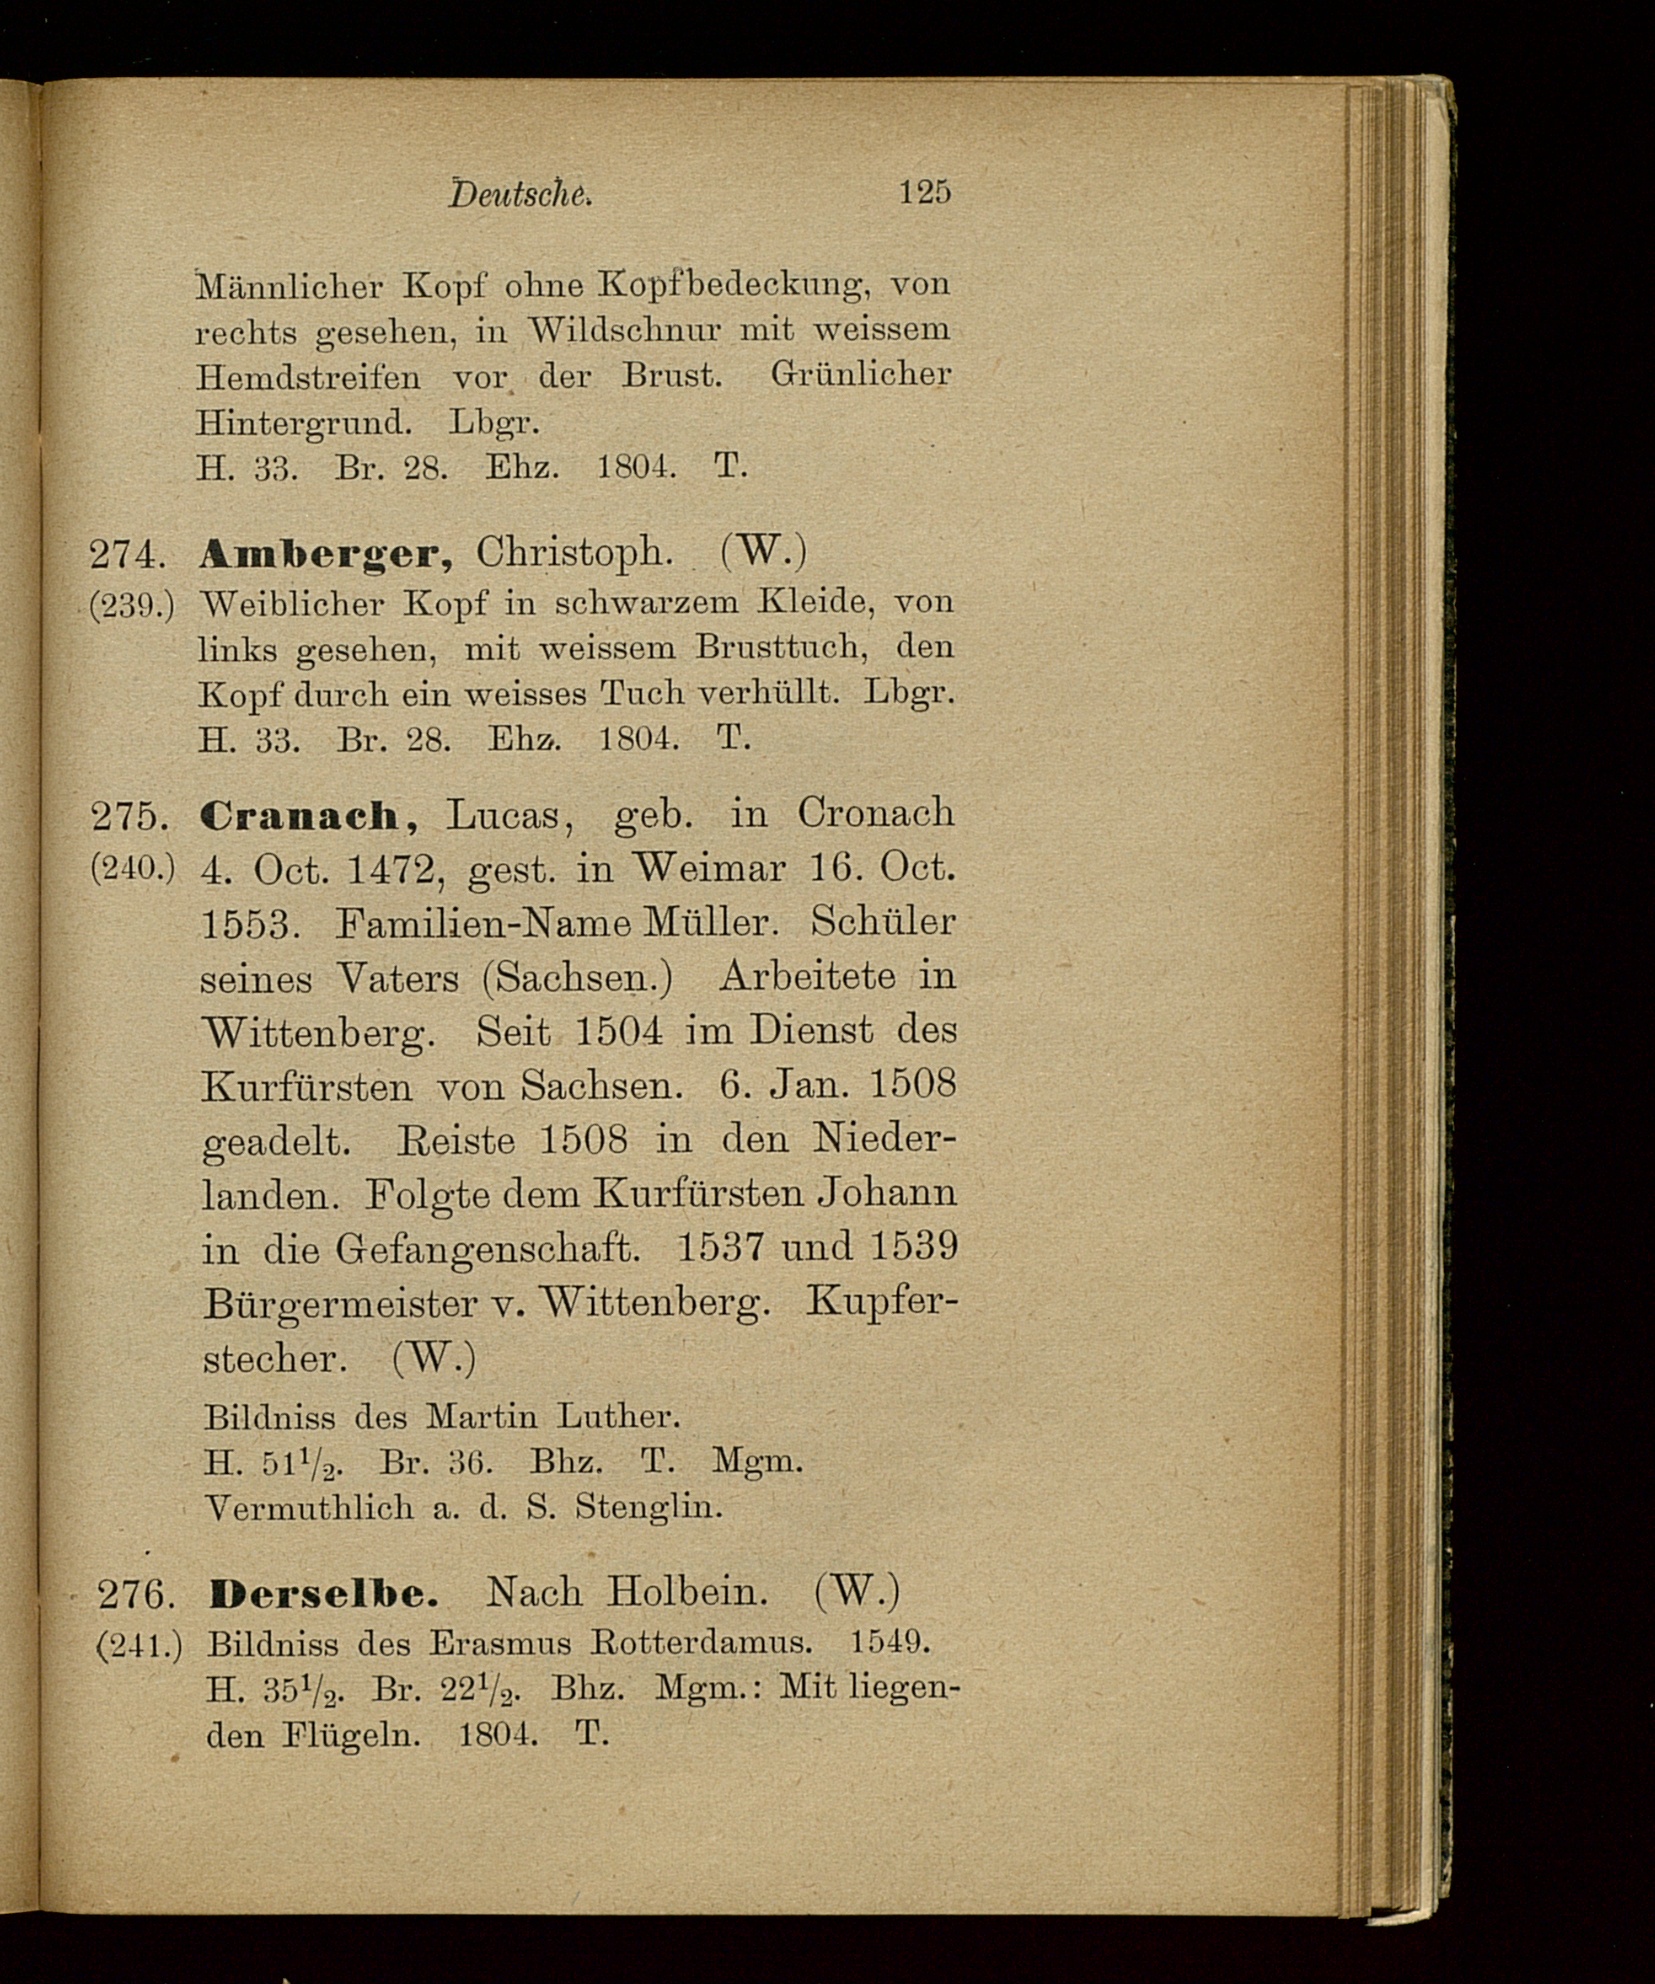 Deutsche. 125
Männlicher Kopf ohne Kopfbedeckung, von
rechts gesehen, in Wildschnur mit weissem
Hemdstreifen vor der Brust. Grünlicher
Hintergrund. Lbgr.
H. 33. Br. 28. Ehz. 1804. T.
274. Amberger, Christoph. (W.)
(239.) Weiblicher Kopf in schwarzem Kleide, von
links gesehen, mit weissem Brusttuch, den
Kopf durch ein weisses Tuch verhüllt. Lbgr.
H. 33. Br. 28. Ehz. 1804. T.
275. Cranach, Lucas, geb. in Cronach
(240.) 4. Oct. 1472, gest. in Weimar 16. Oct.
1553. Familien-Name Müller. Schüler
seines Vaters (Sachsen.) Arbeitete in
Wittenberg. Seit 1504 im Dienst des
Kurfürsten von Sachsen. 6. Jan. 1508
geadelt. Reiste 1508 in den Nieder-
landen. Folgte dem Kurfürsten Johann
in die Gefangenschaft. 1537 und 1539
Bürgermeister v. Wittenberg. Kupfer-
stecher. (W.)
Bildniss des Martin Luther.
H. 51½. Br. 36. Bhz. T. Mgm.
Vermuthlich a. d. S. Stenglin.
276. Derselbe. Nach Holbein. (W.)
(241.) Bildniss des Erasmus Rotterdamus. 1549.
H. 35½. Br. 22½. Bhz. Mgm.: Mit liegen-
den Flügeln. 1804. T.